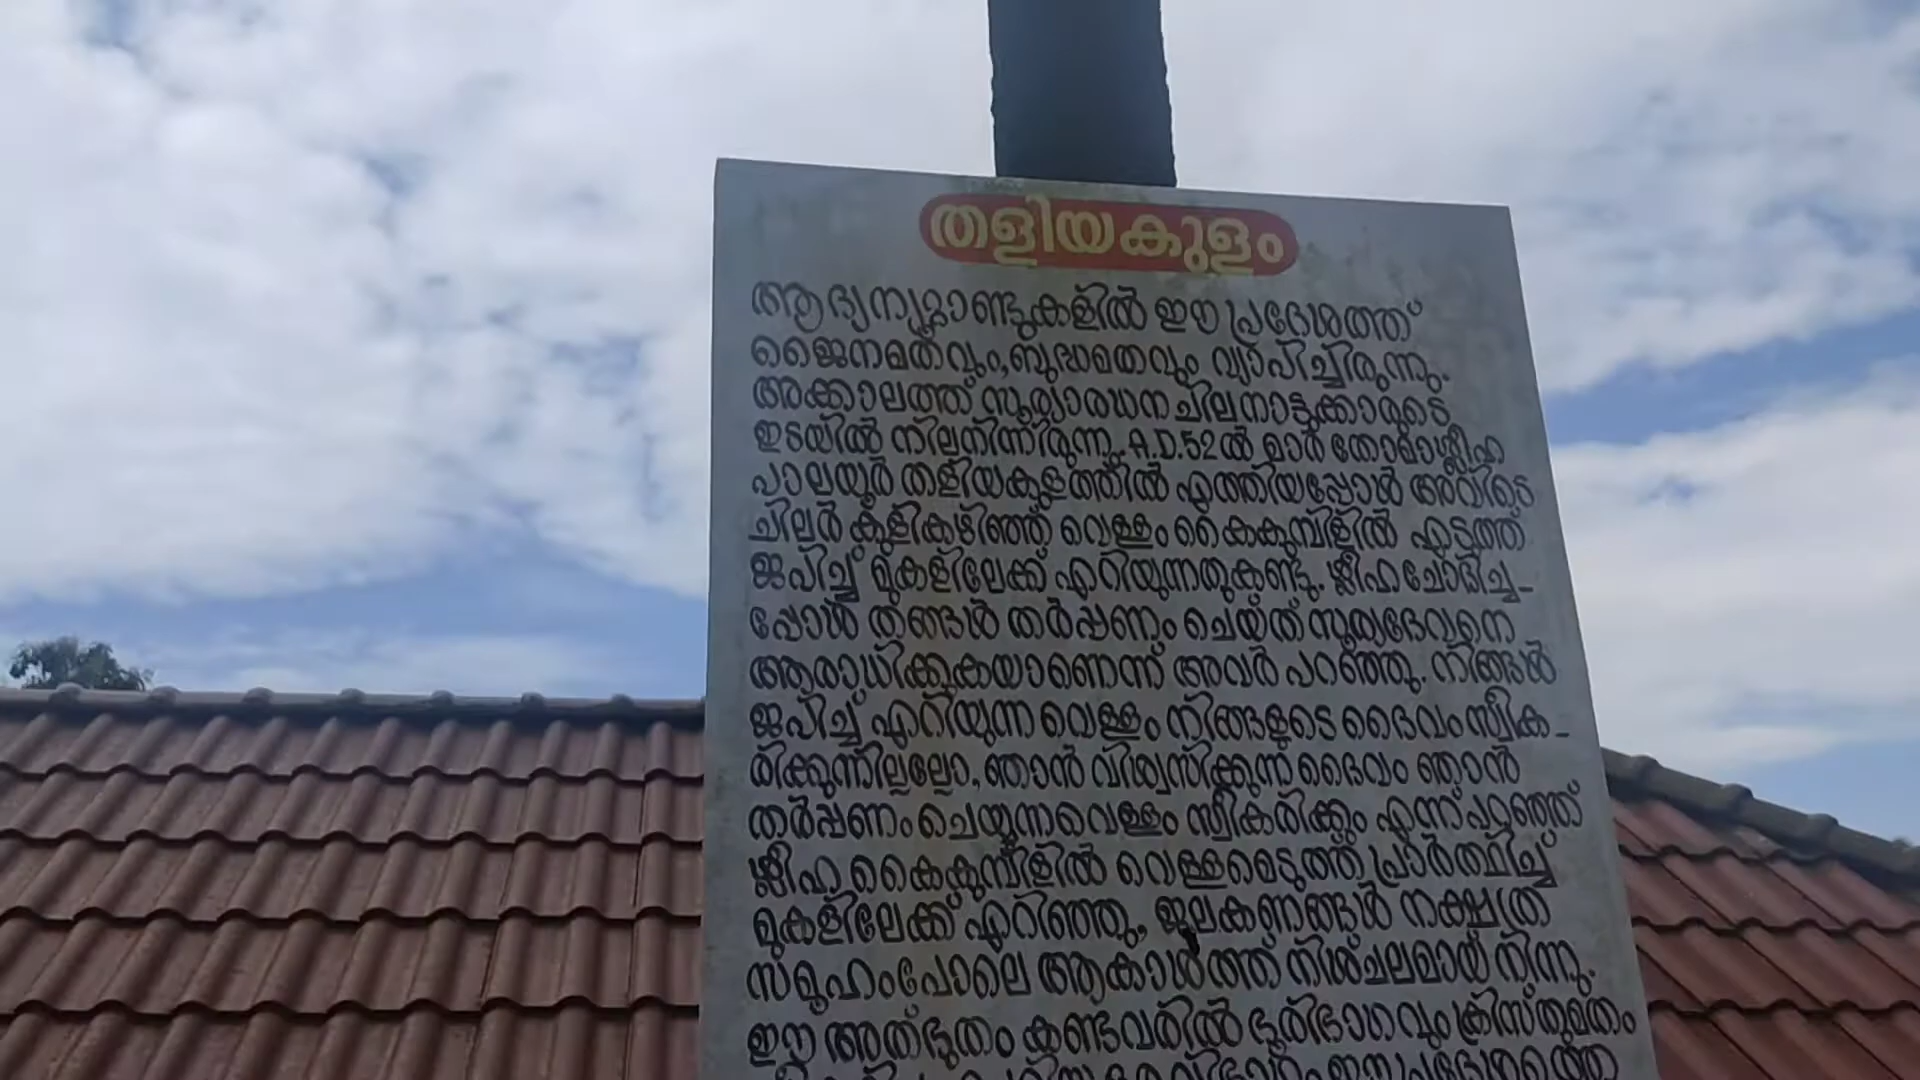 തളിയകുളം
ആദ്യനൂറ്റാണ്ടുകളിൽ ഈ പ്രദേശത്ത്
ജൈനമതവും, ബുദ്ധമതവും വ്യാപിച്ചിരുന്നു.
അക്കാലത്ത് സൂര്യാരാധന ചില നാട്ടുക്കാരുടെ
ഇടയിൽ നിലനിന്നിരുന്നു. A.D.52ൽ മാർ തോമാശ്ലീഹ
പാലയൂർ തളിയകുളത്തിൽ എത്തിയപ്പോൾ അവിടെ
ചിലർ കുളികഴിഞ്ഞ് വെള്ളം കൈകുമ്പിളിൽ എടുത്ത്
ജപിച്ച് മുകളിലേക്ക് എറിയുന്നതുകണ്ടു. ശ്ലീഹ ചോദിച്ച-
പ്പോൾ തങ്ങൾ തർപ്പണം ചെയ്ത് സൂര്യദേവനെ
ആരാധിക്കുകയാണെന്ന് അവർ പറഞ്ഞു. നിങ്ങൾ
ജപിച്ച് എറിയുന്ന വെള്ളം നിങ്ങളുടെ ദൈവം സ്വീക-
രിക്കുന്നില്ലല്ലോ, ഞാൻ വിശ്വസിക്കുന്ന ദൈവം ഞാൻ
തർപ്പണം ചെയ്യുന്ന വെള്ളം സ്വീകരിക്കും എന്ന് പറഞ്ഞ്
ശ്ലീഹ കൈകുമ്പിളിൽ വെള്ളമെടുത്ത് പ്രാർത്ഥിച്ച്
മുകളിലേക്ക് എറിഞ്ഞു, ജലകണങ്ങൾ നക്ഷത്ര
സമൂഹംപോലെ ആകാശത്ത് നിശ്ചലമായ് നിന്നു.
ഈ അത്ഭുതം കണ്ടവരിൽ ഭൂരിഭാഗവും ക്രിസ്തുമതം